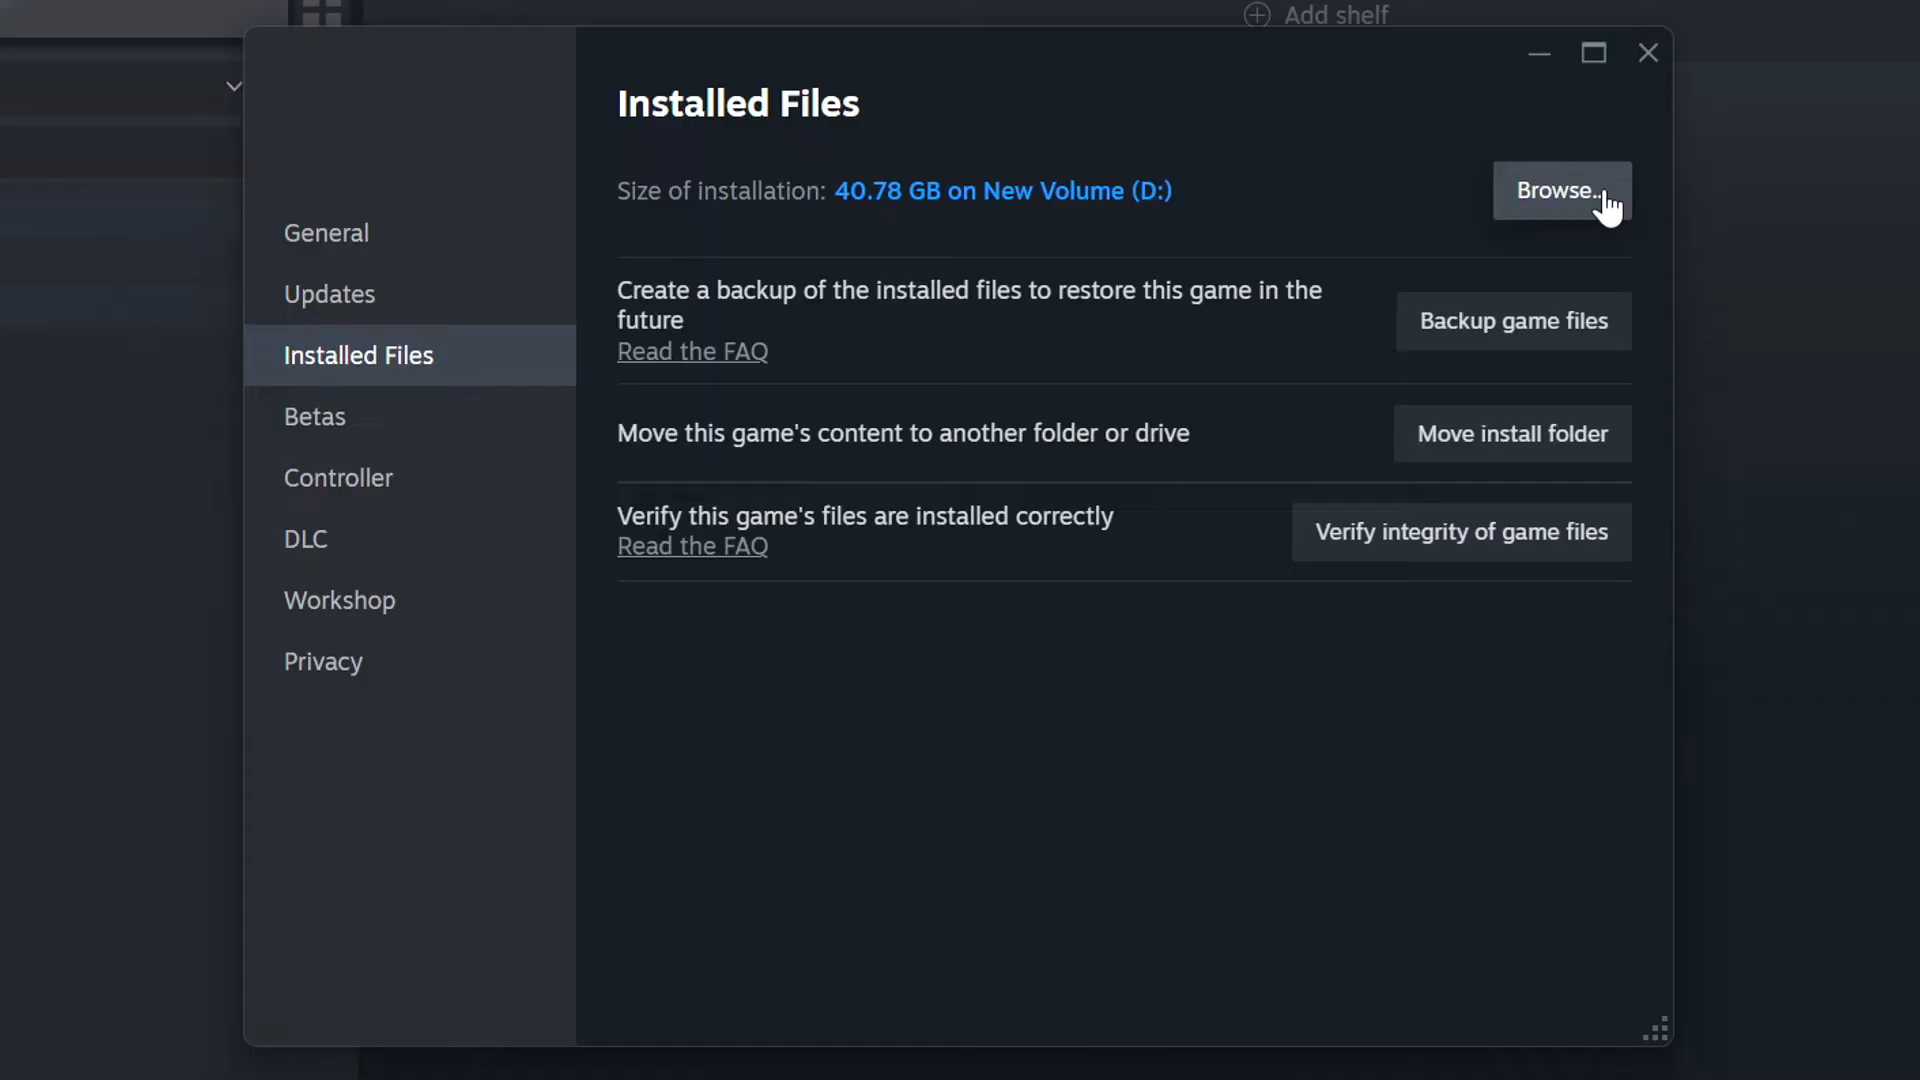 Add shelf
Installed Files
Size of installation: 40.78 GB on New Volume (D:)
Browse...
General
Updates
Installed Files
Betas
Controller
DLC
Workshop
Privacy
Create a backup of the installed files to restore this game in the
future
Read the FAQ
Backup game files
Move this game's content to another folder or drive
Move install folder
Verify this game's files are installed correctly
Read the FAQ
Verify integrity of game files